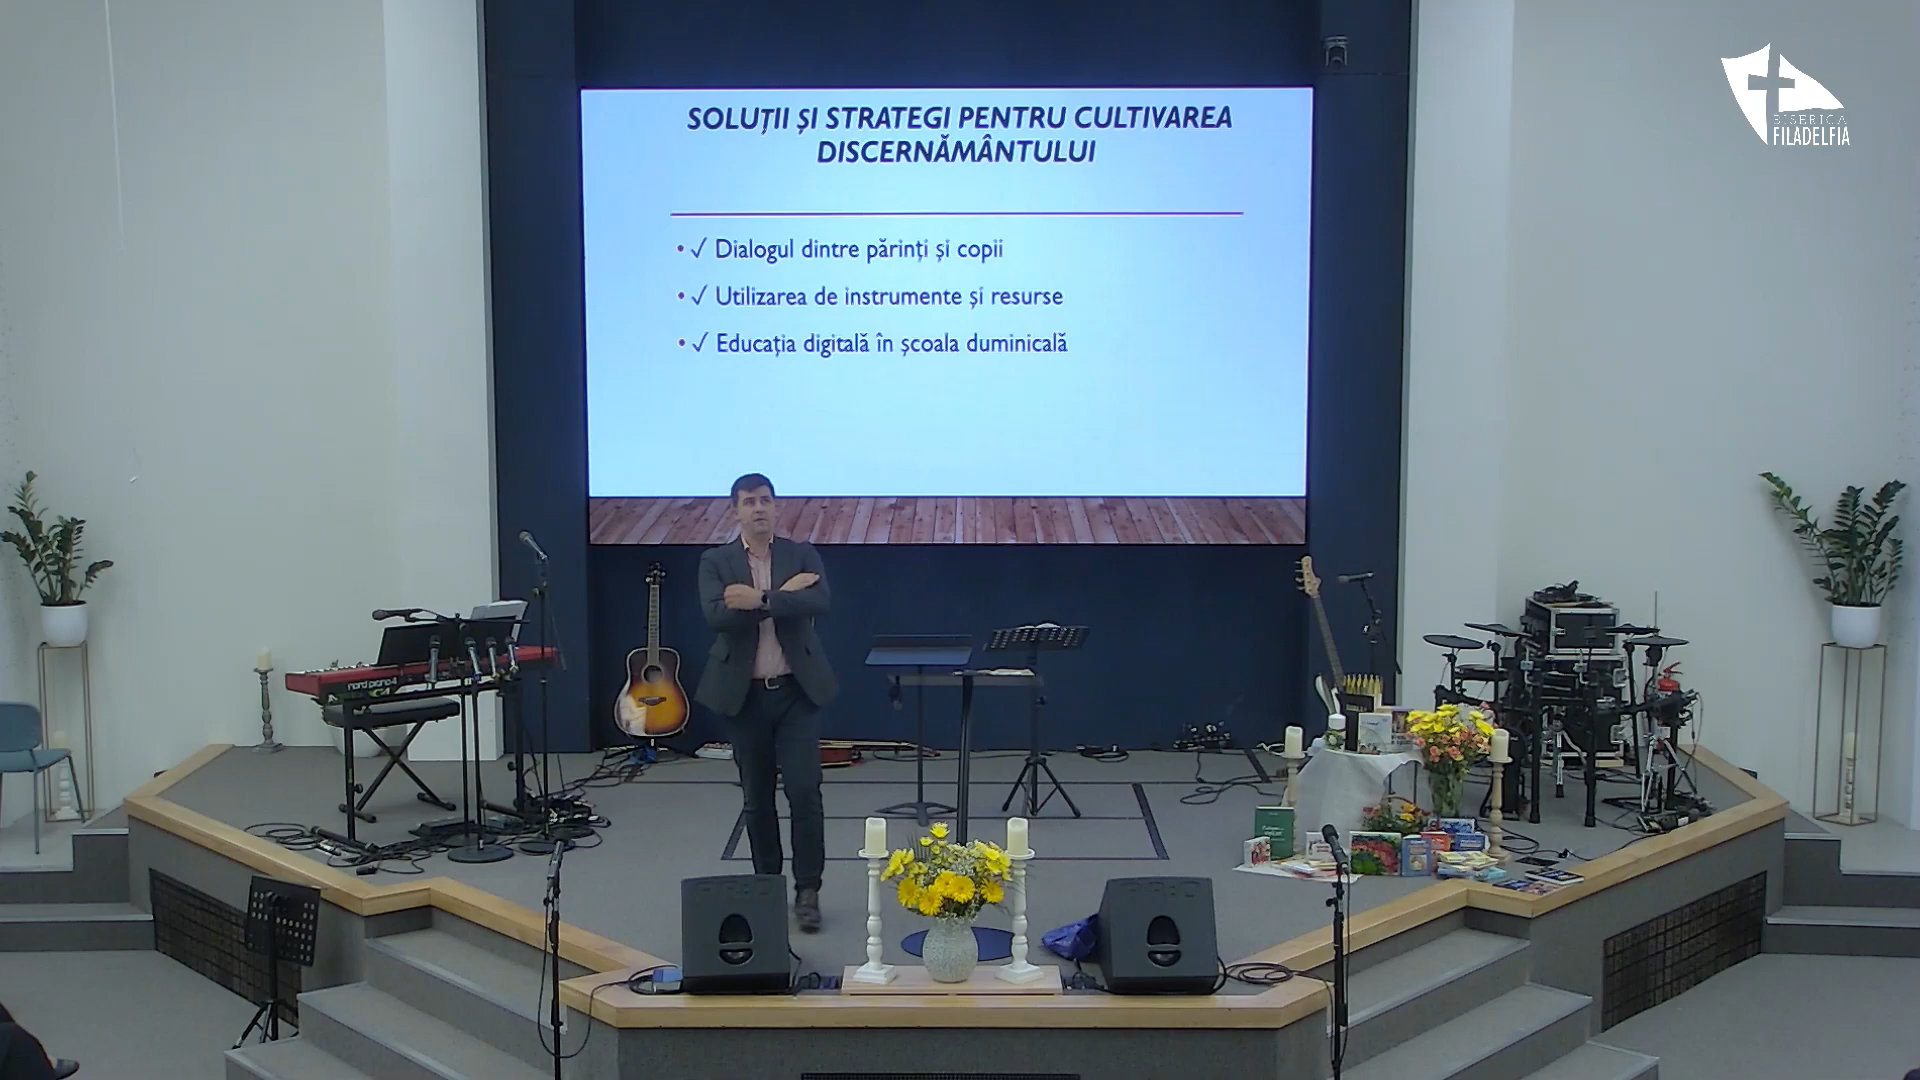 SOLUȚII ȘI STRATEGI PENTRU CULTIVAREA
DISCERNĂMÂNTULUI
• ✓ Dialogul dintre părinți și copii
• ✓ Utilizarea de instrumente și resurse
• ✓ Educația digitală în școala duminicală
BISERICA
FILADELFIA
nord piano 4